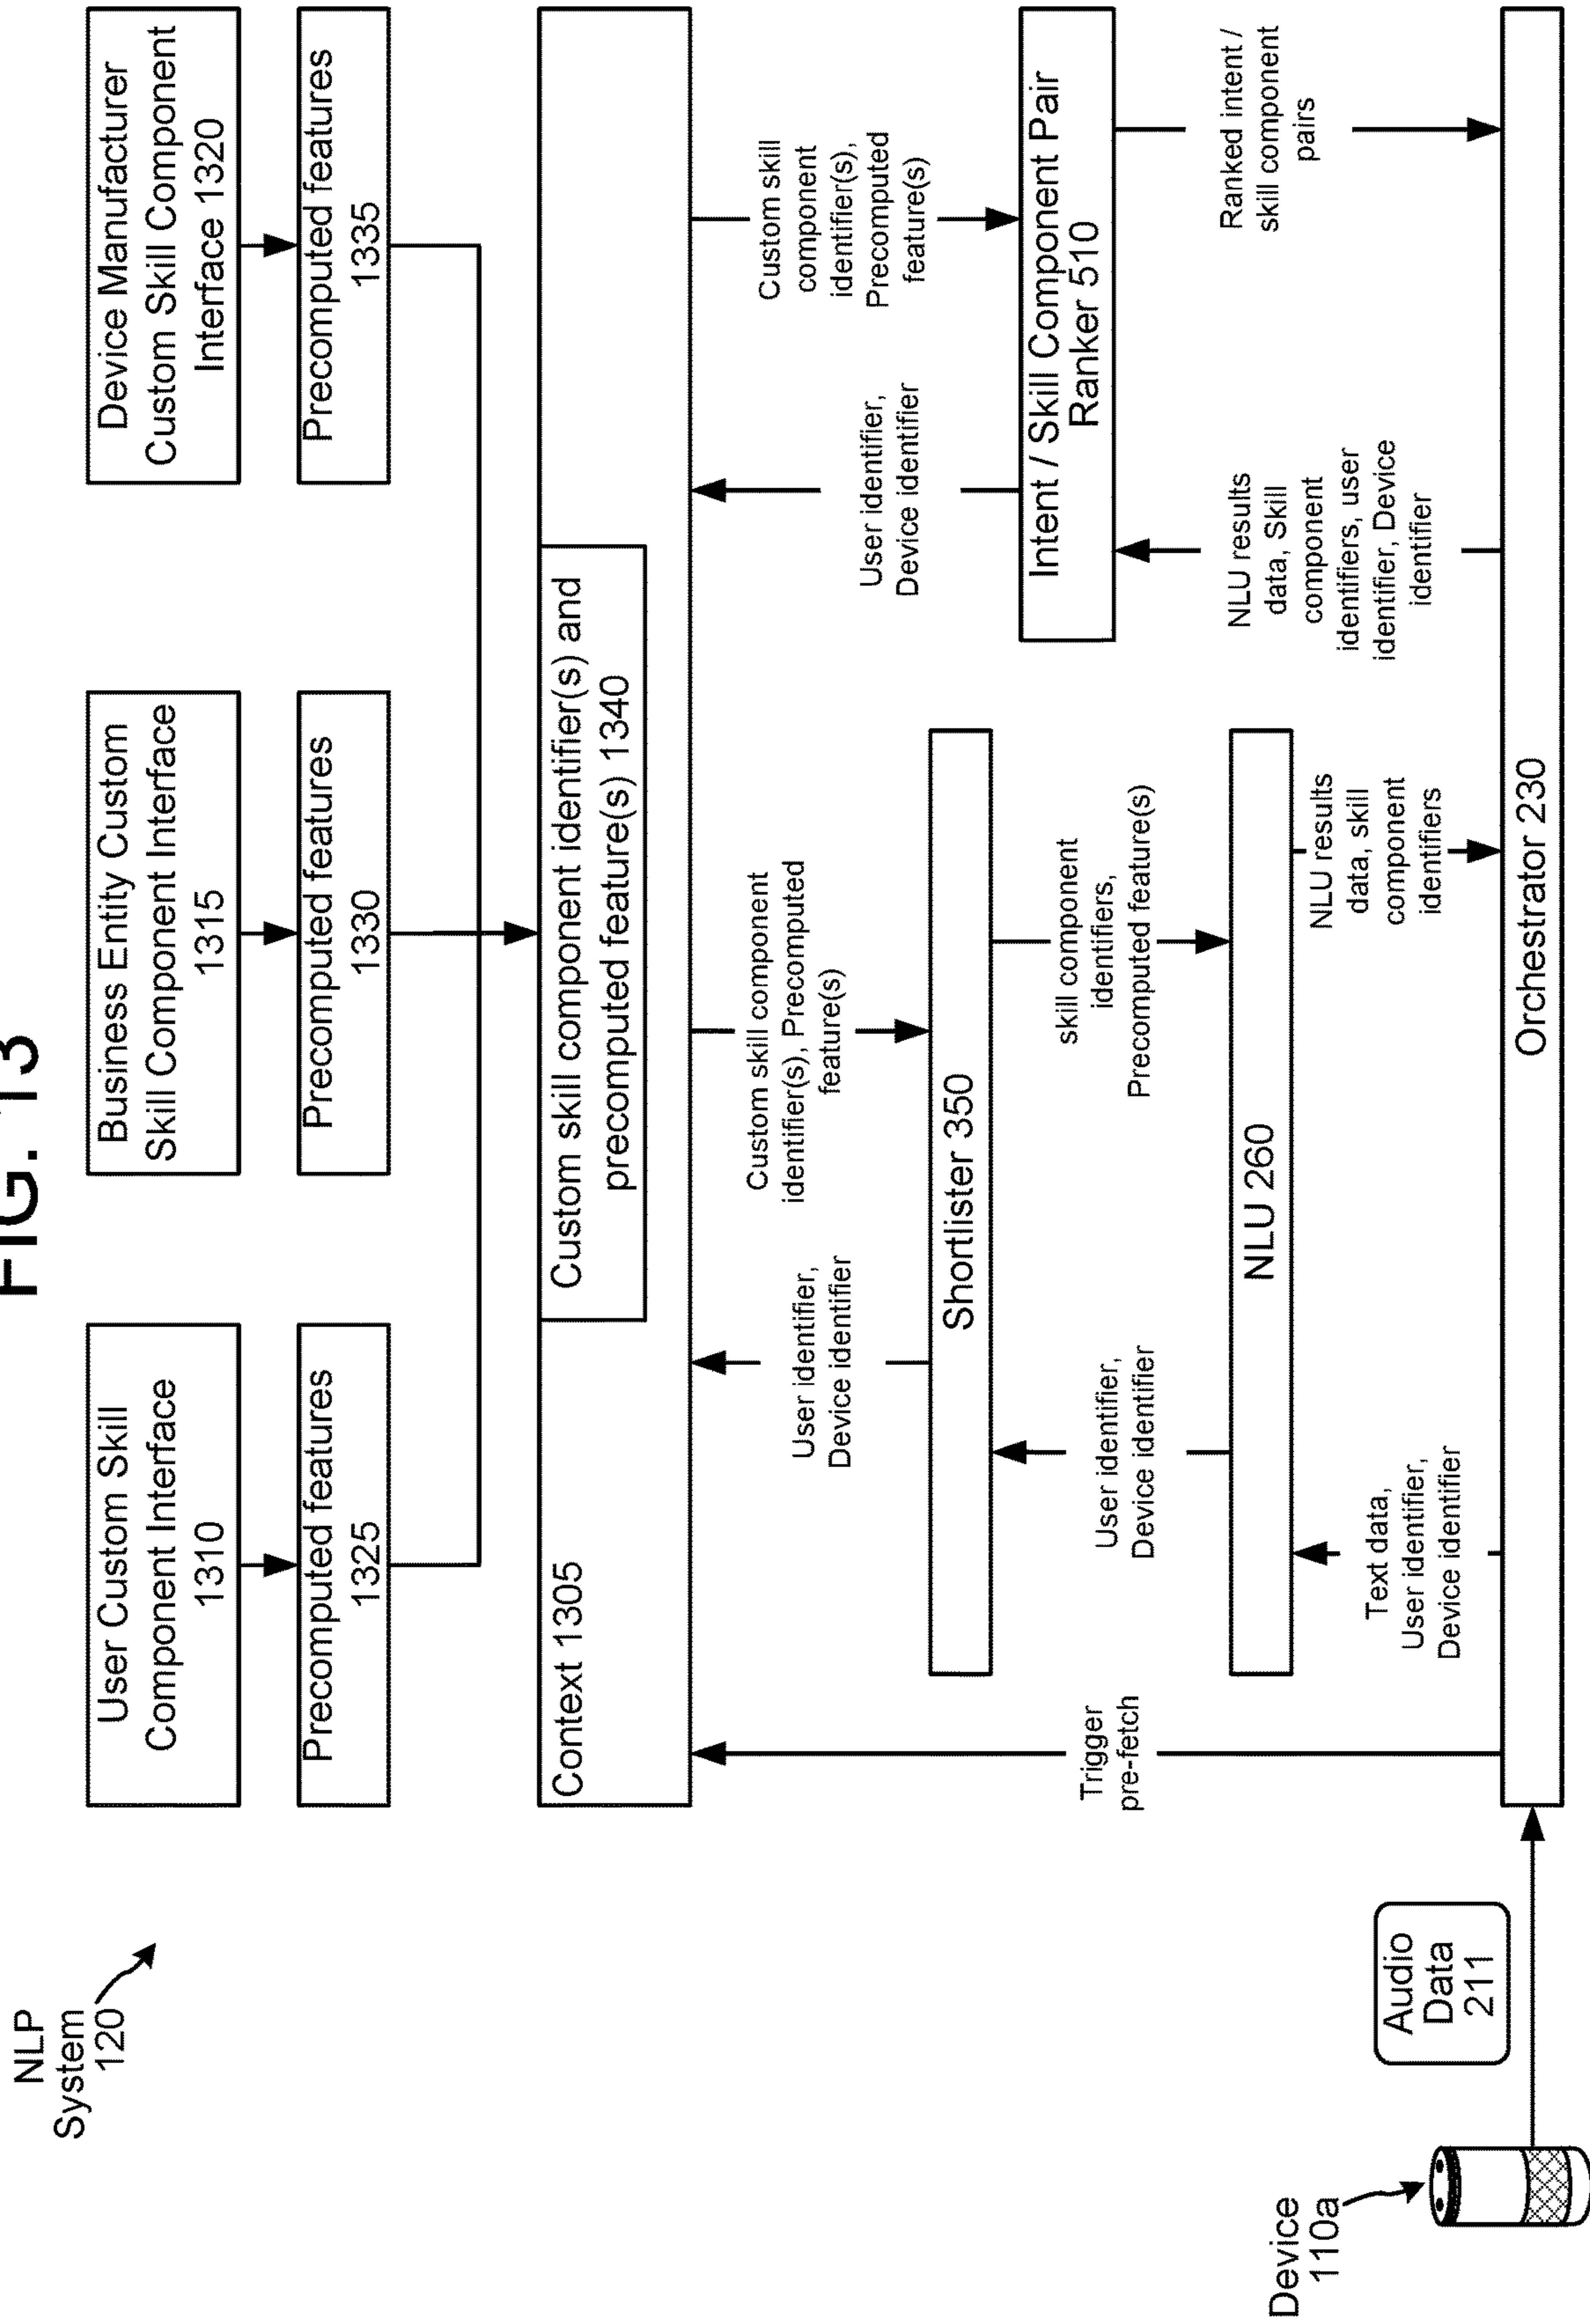 FIG. 13
NLP
System
120
User Custom Skill
Component Interface
1310
Business Entity Custom
Skill Component Interface
1315
Device Manufacturer
Custom Skill Component
Interface 1320
Precomputed features
1325
Precomputed features
1330
Precomputed features
1335
Context 1305
Custom skill component identifier(s) and
precomputed feature(s) 1340
Trigger
pre-fetch
User identifier,
Device identifier
Custom skill component
identifier(s), Precomputed
feature(s)
User identifier,
Device identifier
Custom skill
component
identifier(s),
Precomputed
feature(s)
Shortlister 350
Intent / Skill Component Pair
Ranker 510
User identifier,
Device identifier
skill component
identifiers,
Precomputed feature(s)
NLU 260
Text data,
User identifier,
Device identifier
NLU results
data, skill
component
identifiers
NLU results
data, Skill
component
identifiers, user
identifier, Device
identifier
Ranked intent /
skill component
pairs
Orchestrator 230
Audio
Data
211
Device
110a